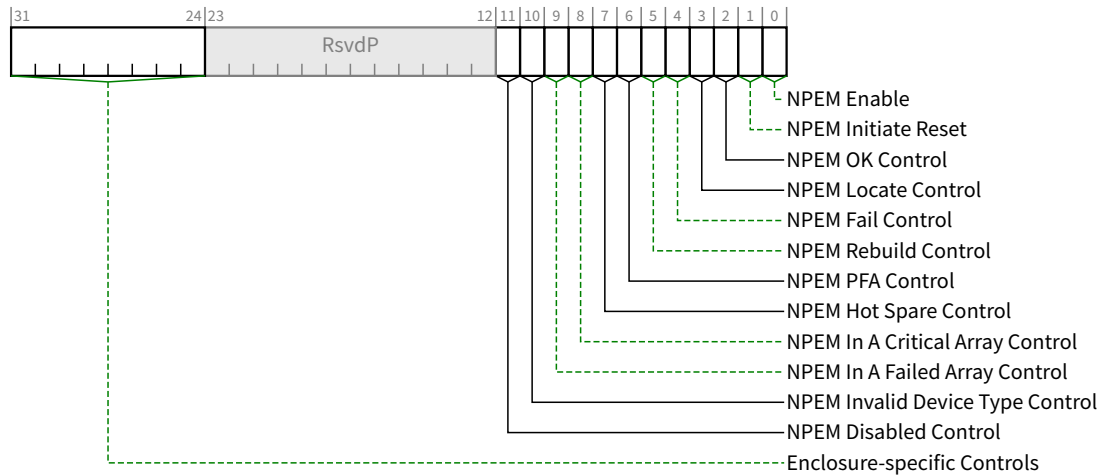 31 24 23 12 11 10 9 8 7 6 5 4 3 2 1 0
RsvdP
NPEM Enable
NPEM Initiate Reset
NPEM OK Control
NPEM Locate Control
NPEM Fail Control
NPEM Rebuild Control
NPEM PFA Control
NPEM Hot Spare Control
NPEM In A Critical Array Control
NPEM In A Failed Array Control
NPEM Invalid Device Type Control
NPEM Disabled Control
Enclosure-specific Controls